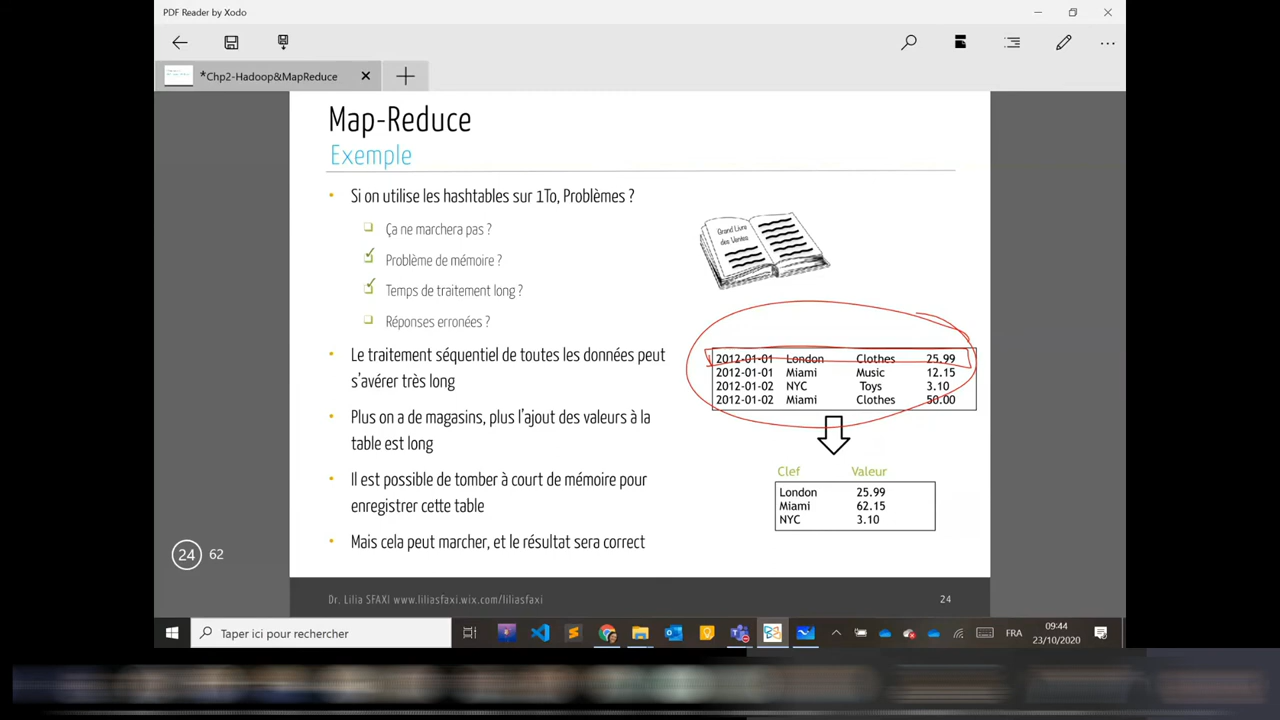 PDF Reader by Xodo
*Chp2-Hadoop&MapReduce
Map-Reduce
Exemple
• Si on utilise les hashtables sur 1To, Problèmes ?
Ça ne marchera pas ?
Problème de mémoire ?
Temps de traitement long ?
Réponses erronées ?
• Le traitement séquentiel de toutes les données peut
s'avérer très long
• Plus on a de magasins, plus l'ajout des valeurs à la
table est long
• Il est possible de tomber à court de mémoire pour
enregistrer cette table
• Mais cela peut marcher, et le résultat sera correct
Grand Livre
des Ventes
2012-01-01 London Clothes 25.99
2012-01-01 Miami Music 12.15
2012-01-02 NYC Toys 3.10
2012-01-02 Miami Clothes 50.00
Clef Valeur
London 25.99
Miami 62.15
NYC 3.10
24 62
Dr. Lilia SFAXI www.liliasfaxi.wix.com/liliasfaxi
24
Taper ici pour rechercher
FRA
09:44
23/10/2020